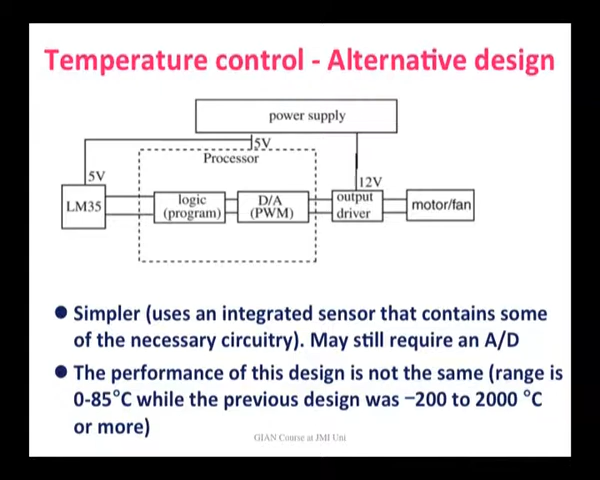 Temperature control - Alternative design
power supply
5V
Processor
5V
12V
LM35
logic
(program)
D/A
(PWM)
output
driver
motor/fan
● Simpler (uses an integrated sensor that contains some
of the necessary circuitry). May still require an A/D
● The performance of this design is not the same (range is
0-85°C while the previous design was −200 to 2000 °C
or more)
GIAN Course at JMI Uni